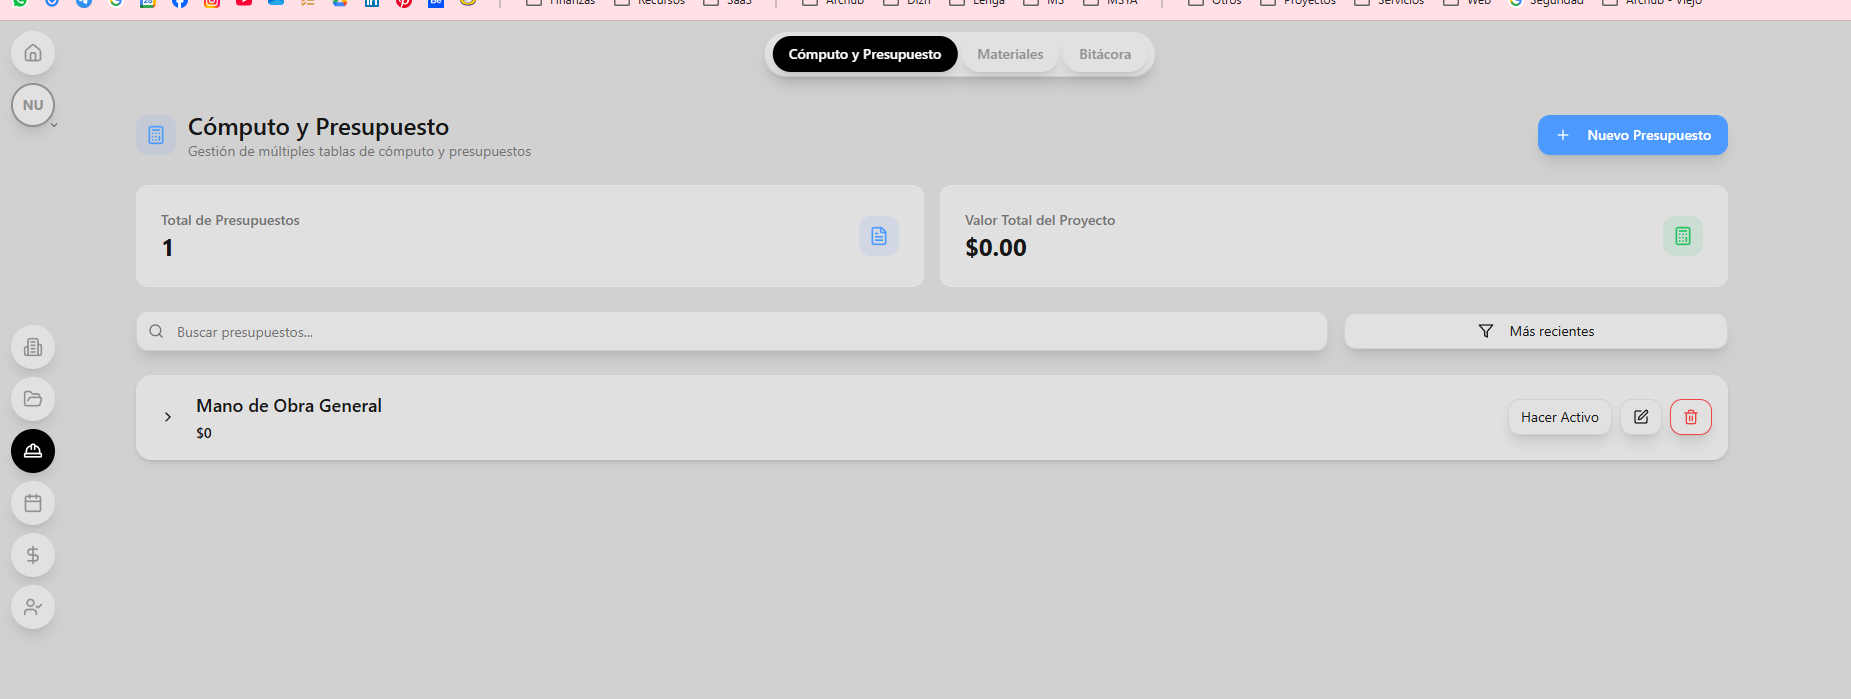 Finanzas Recursos SaaS Archub Dizn Lenga MS MSYA Otros Proyectos Servicios Web Seguridad Archub - Viejo
Cómputo y Presupuesto Materiales Bitácora
NU
Cómputo y Presupuesto
Gestión de múltiples tablas de cómputo y presupuestos
+ Nuevo Presupuesto
Total de Presupuestos
1
Valor Total del Proyecto
$0.00
Buscar presupuestos...
Más recientes
Mano de Obra General
$0
Hacer Activo